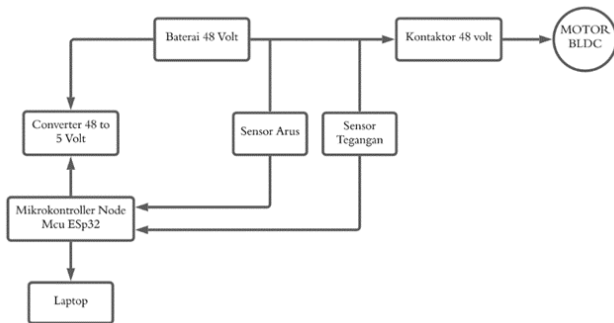 Baterai 48 Volt
Kontaktor 48 volt
MOTOR
BLDC
Converter 48 to
5 Volt
Sensor Arus
Sensor
Tegangan
Mikrokontroller Node
Mcu ESp32
Laptop